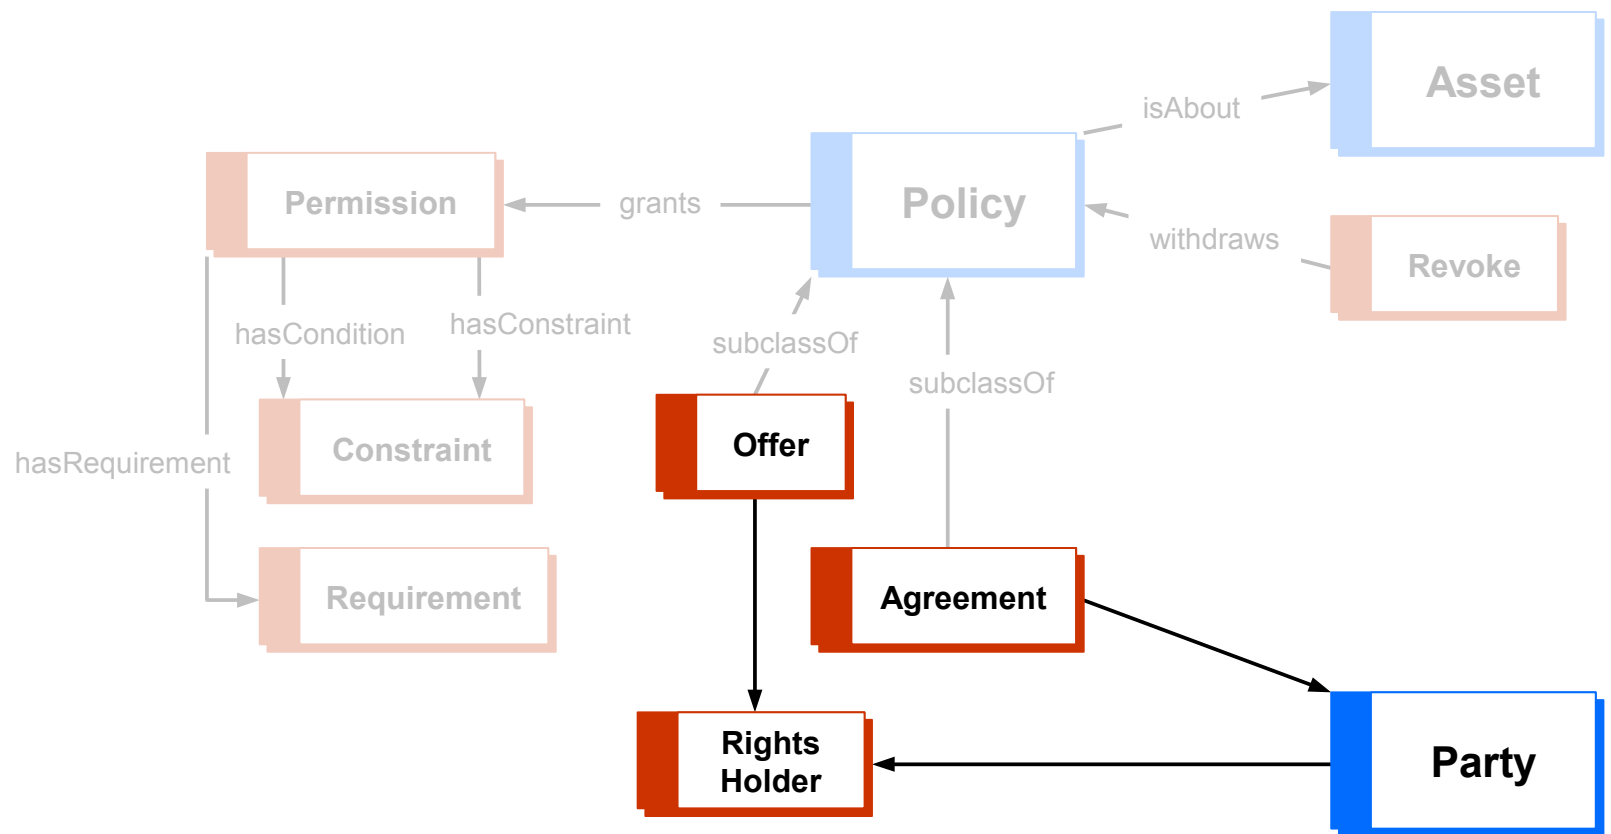 Asset
isAbout
Permission
grants
Policy
withdraws
Revoke
hasCondition
hasConstraint
subclassOf
subclassOf
Offer
Constraint
hasRequirement
Requirement
Agreement
Rights
Holder
Party